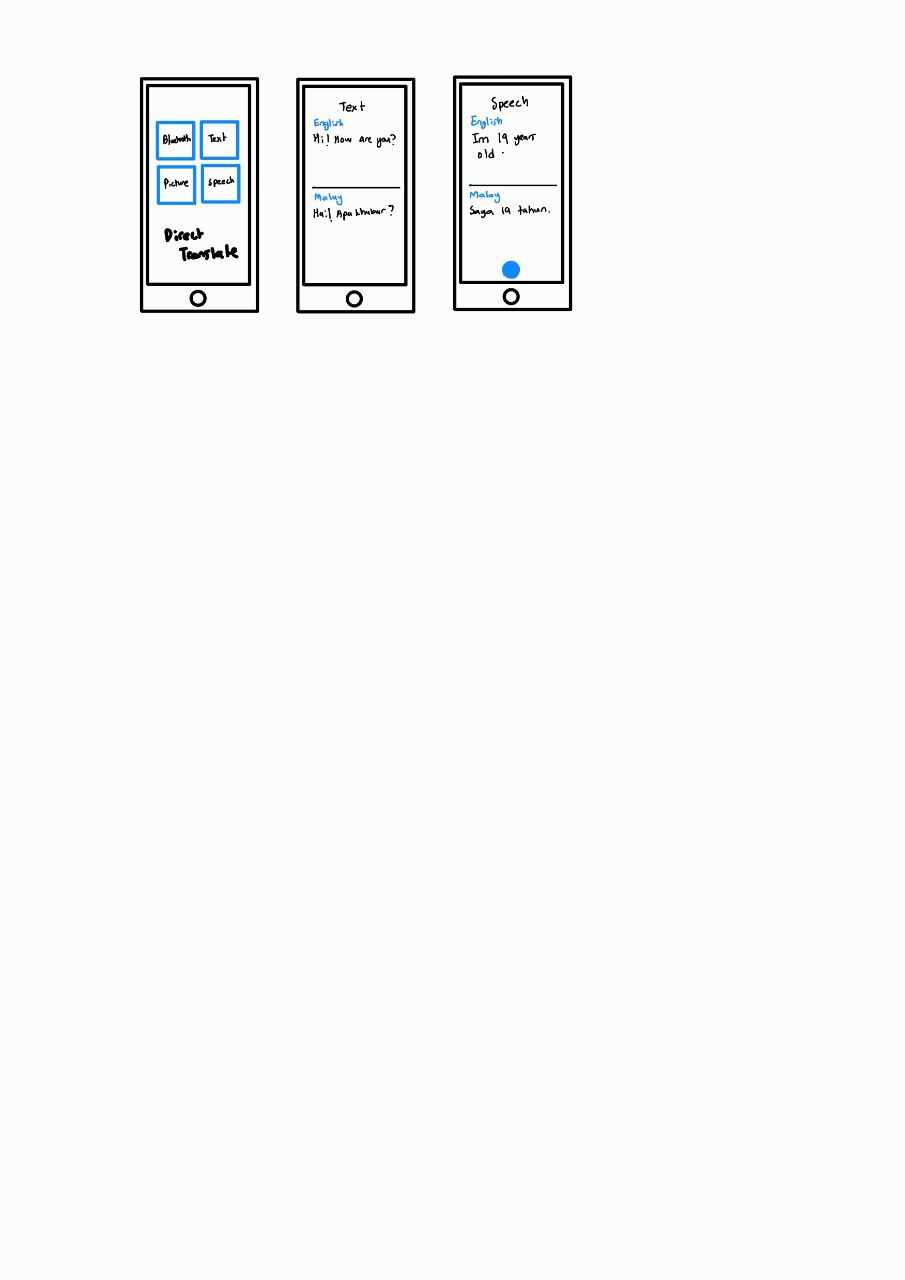 Bluetooth
Text
Picture
Speech
Direct
Translate
Text
English
Hi! How are you?
Malay
Hai! Apa khabar?
Speech
English
Im 19 years
old.
Malay
Saya 19 tahun.